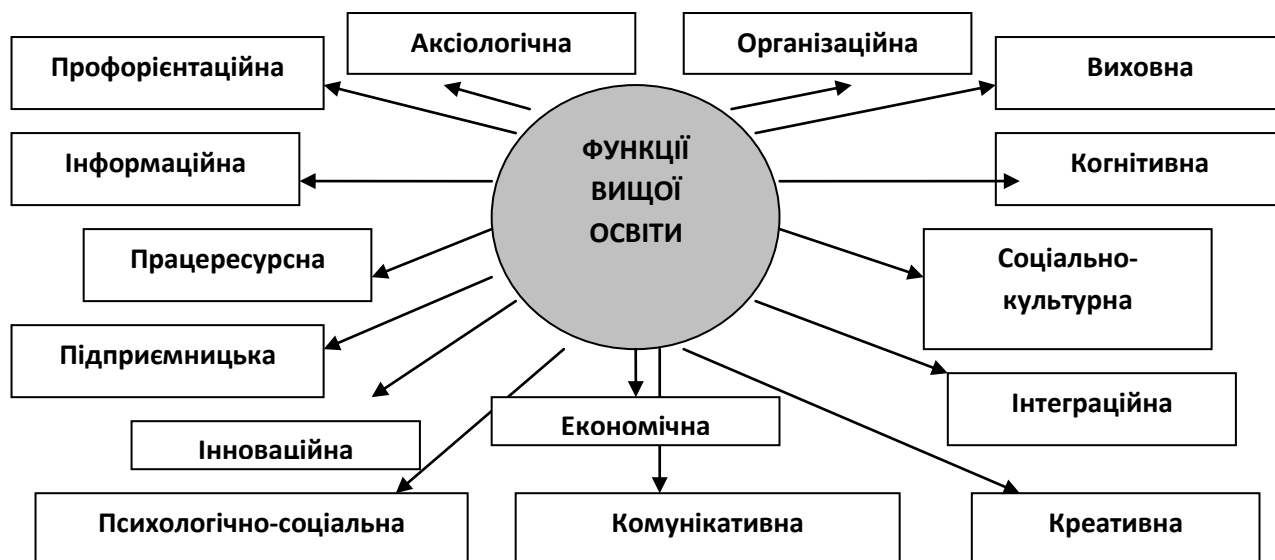 Аксіологічна
Організаційна
Профорієнтаційна
Виховна
ФУНКЦІЇ
ВИЩОЇ
ОСВІТИ
Інформаційна
Когнітивна
Працересурсна
Соціально-
культурна
Підприємницька
Інтеграційна
Інноваційна
Економічна
Психологічно-соціальна
Комунікативна
Креативна